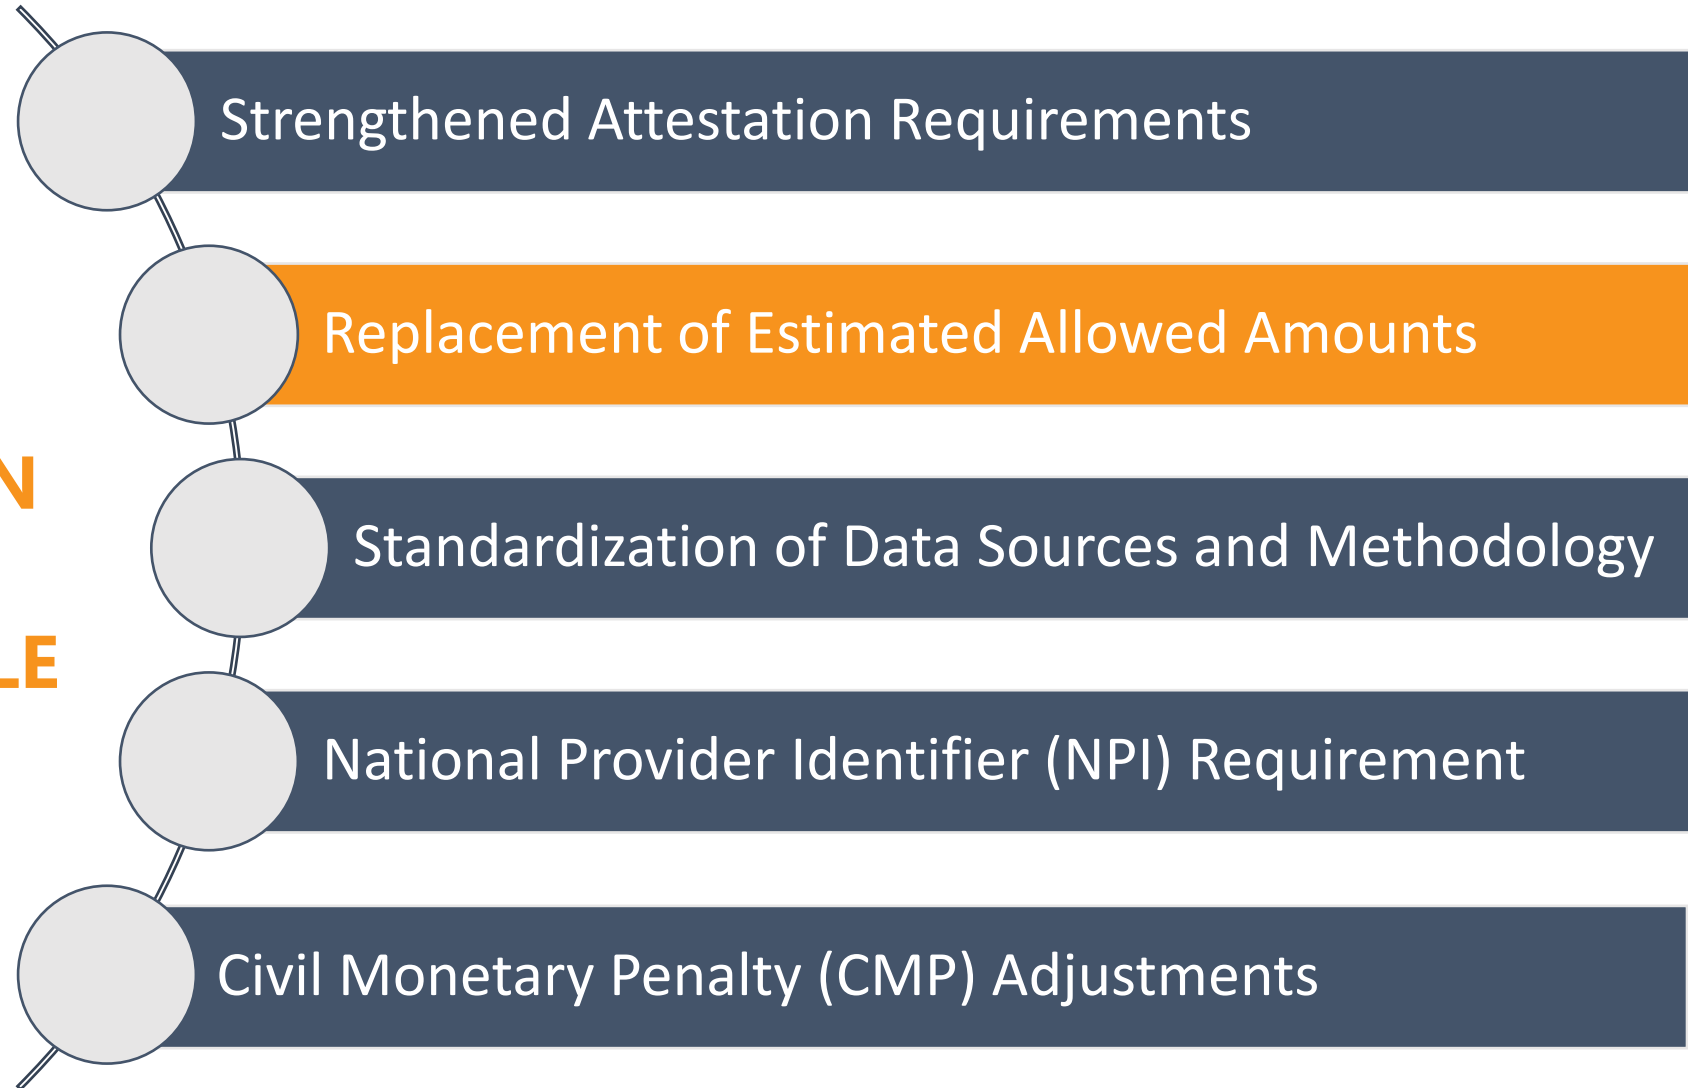 Strengthened Attestation Requirements
Replacement of Estimated Allowed Amounts
N
Standardization of Data Sources and Methodology
LE
National Provider Identifier (NPI) Requirement
Civil Monetary Penalty (CMP) Adjustments